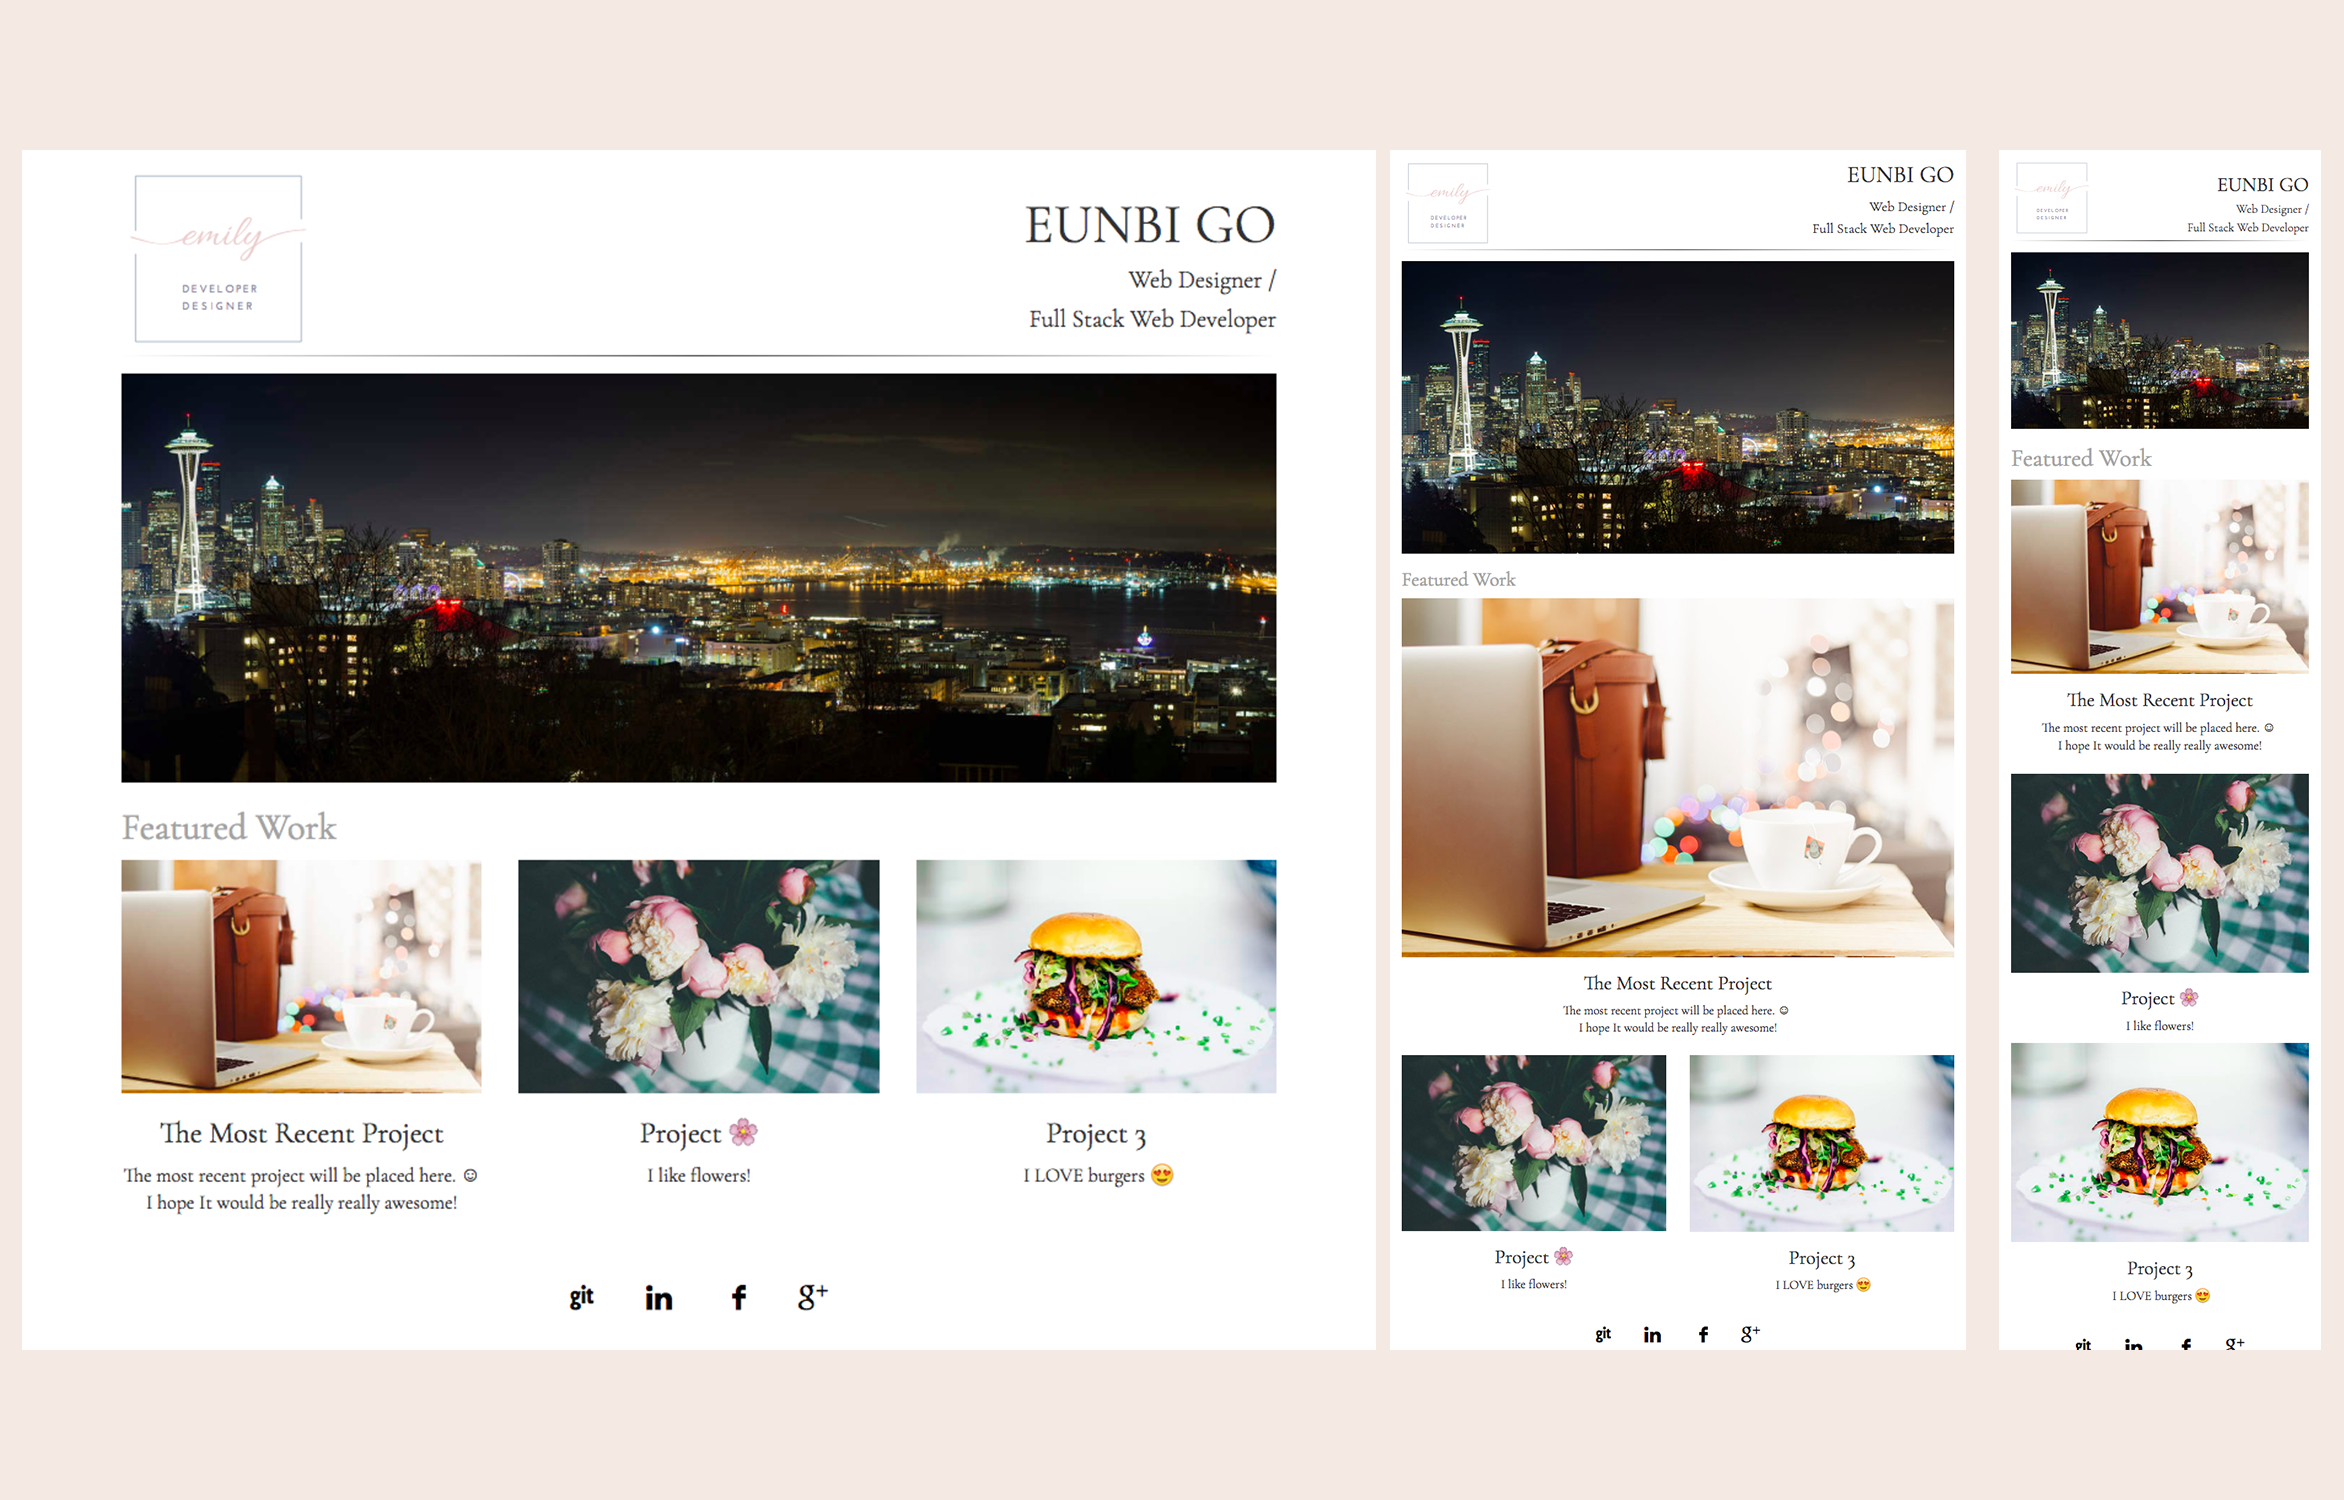 emily
DEVELOPER
DESIGNER
EUNBI GO
Web Designer /
Full Stack Web Developer
Featured Work
The Most Recent Project
The most recent project will be placed here. ☺
I hope It would be really really awesome!
Project 🌸
I like flowers!
Project 3
I LOVE burgers 😍
git in f g+
emily
DEVELOPER
DESIGNER
EUNBI GO
Web Designer /
Full Stack Web Developer
Featured Work
The Most Recent Project
The most recent project will be placed here. ☺
I hope It would be really really awesome!
Project 🌸
I like flowers!
Project 3
I LOVE burgers 😍
git in f g+
emily
DEVELOPER
DESIGNER
EUNBI GO
Web Designer /
Full Stack Web Developer
Featured Work
The Most Recent Project
The most recent project will be placed here. ☺
I hope It would be really really awesome!
Project 🌸
I like flowers!
Project 3
I LOVE burgers 😍
git in f g+